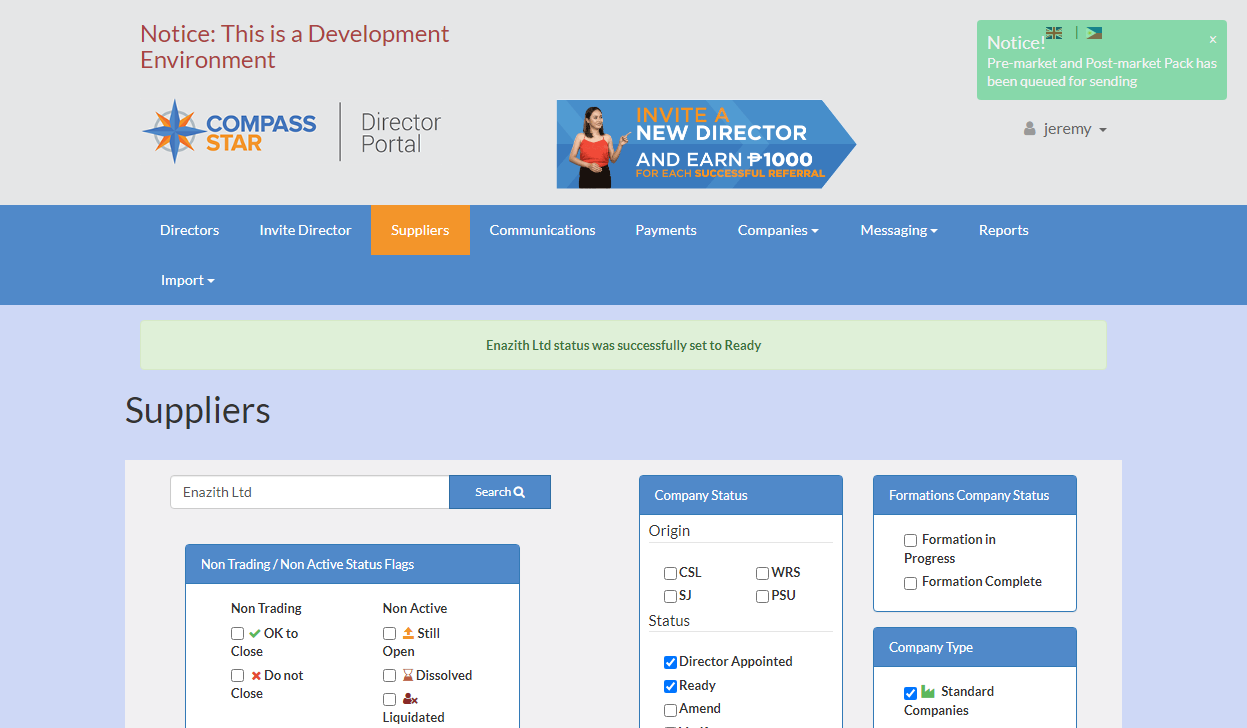 Notice: This is a Development
Environment
Notice!
x
Pre-market and Post-market Pack has
been queued for sending
COMPASS
STAR
Director
Portal
INVITE A
NEW DIRECTOR
AND EARN ₱1000
FOR EACH SUCCESSFUL REFERRAL
jeremy
Directors Invite Director Suppliers Communications Payments Companies Messaging Reports
Import
Enazith Ltd status was successfully set to Ready
Suppliers
Enazith Ltd
Search
Non Trading / Non Active Status Flags
Non Trading
OK to
Close
Do not
Close
Non Active
Still
Open
Dissolved
Liquidated
Company Status
Origin
CSL WRS
SJ PSU
Status
Director Appointed
Ready
Amend
Formations Company Status
Formation in
Progress
Formation Complete
Company Type
Standard
Companies